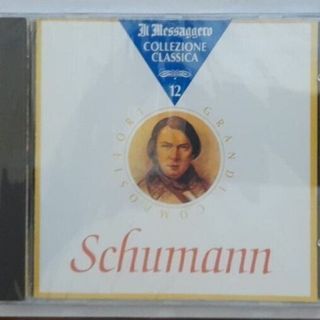 Il Messaggero
COLLEZIONE
CLASSICA
12
GRANDI COMPOSITORI
Schumann